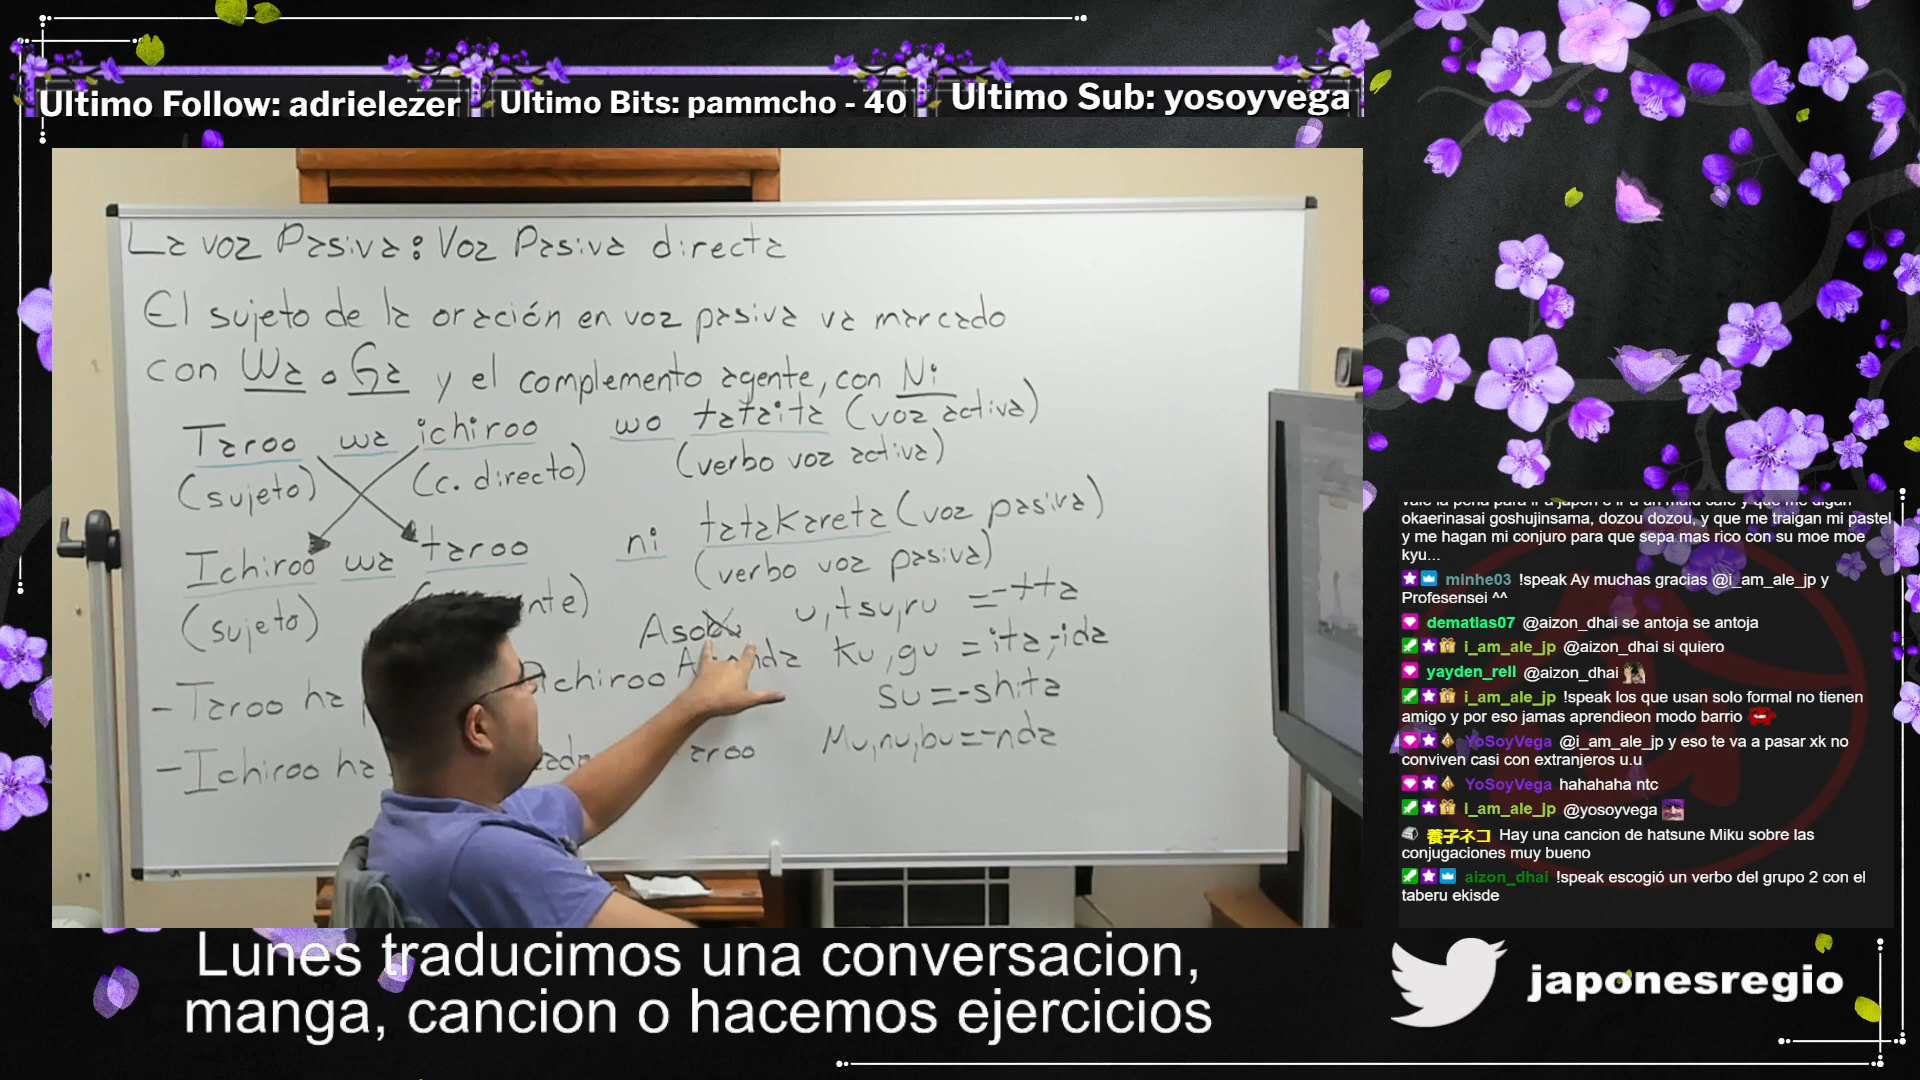 Ultimo Follow: adrielezer
Ultimo Bits: pammcho - 40
Ultimo Sub: yosoyvega
La voz Pasiva: Voz Pasiva directa
El sujeto de la oración en voz pasiva va marcado
con Wa o Ga y el complemento agente, con Ni
Taroo wa ichiroo wo tataita (voz activa)
(sujeto) (c. directo) (verbo voz activa)
Ichiroo wa taroo ni tatakareta (voz pasiva)
(sujeto) (verbo voz pasiva)
Asobu
u, tsu, ru = -tta
ku, gu = ita, -ida
su = -shita
Mu, nu, bu = -nda
- Taroo ha
Ichiroo
- Ichiroo ha
okaerinasai goshujinsama, dozou dozou, y que me traigan mi pastel
y me hagan mi conjuro para que sepa mas rico con su moe moe
kyu...
minhe03 !speak Ay muchas gracias @i_am_ale_jp y
Profesensei ^^
dematias07 @aizon_dhai se antoja se antoja
i_am_ale_jp @aizon_dhai si quiero
yayden_rell @aizon_dhai
i_am_ale_jp !speak los que usan solo formal no tienen
amigo y por eso jamas aprendieon modo barrio
YoSoyVega @i_am_ale_jp y eso te va a pasar xk no
conviven casi con extranjeros u.u
YoSoyVega hahahaha ntc
i_am_ale_jp @yosoyvega
養子ネコ Hay una cancion de hatsune Miku sobre las
conjugaciones muy bueno
aizon_dhai !speak escogió un verbo del grupo 2 con el
taberu ekisde
Lunes traducimos una conversacion,
manga, cancion o hacemos ejercicios
japonesregio